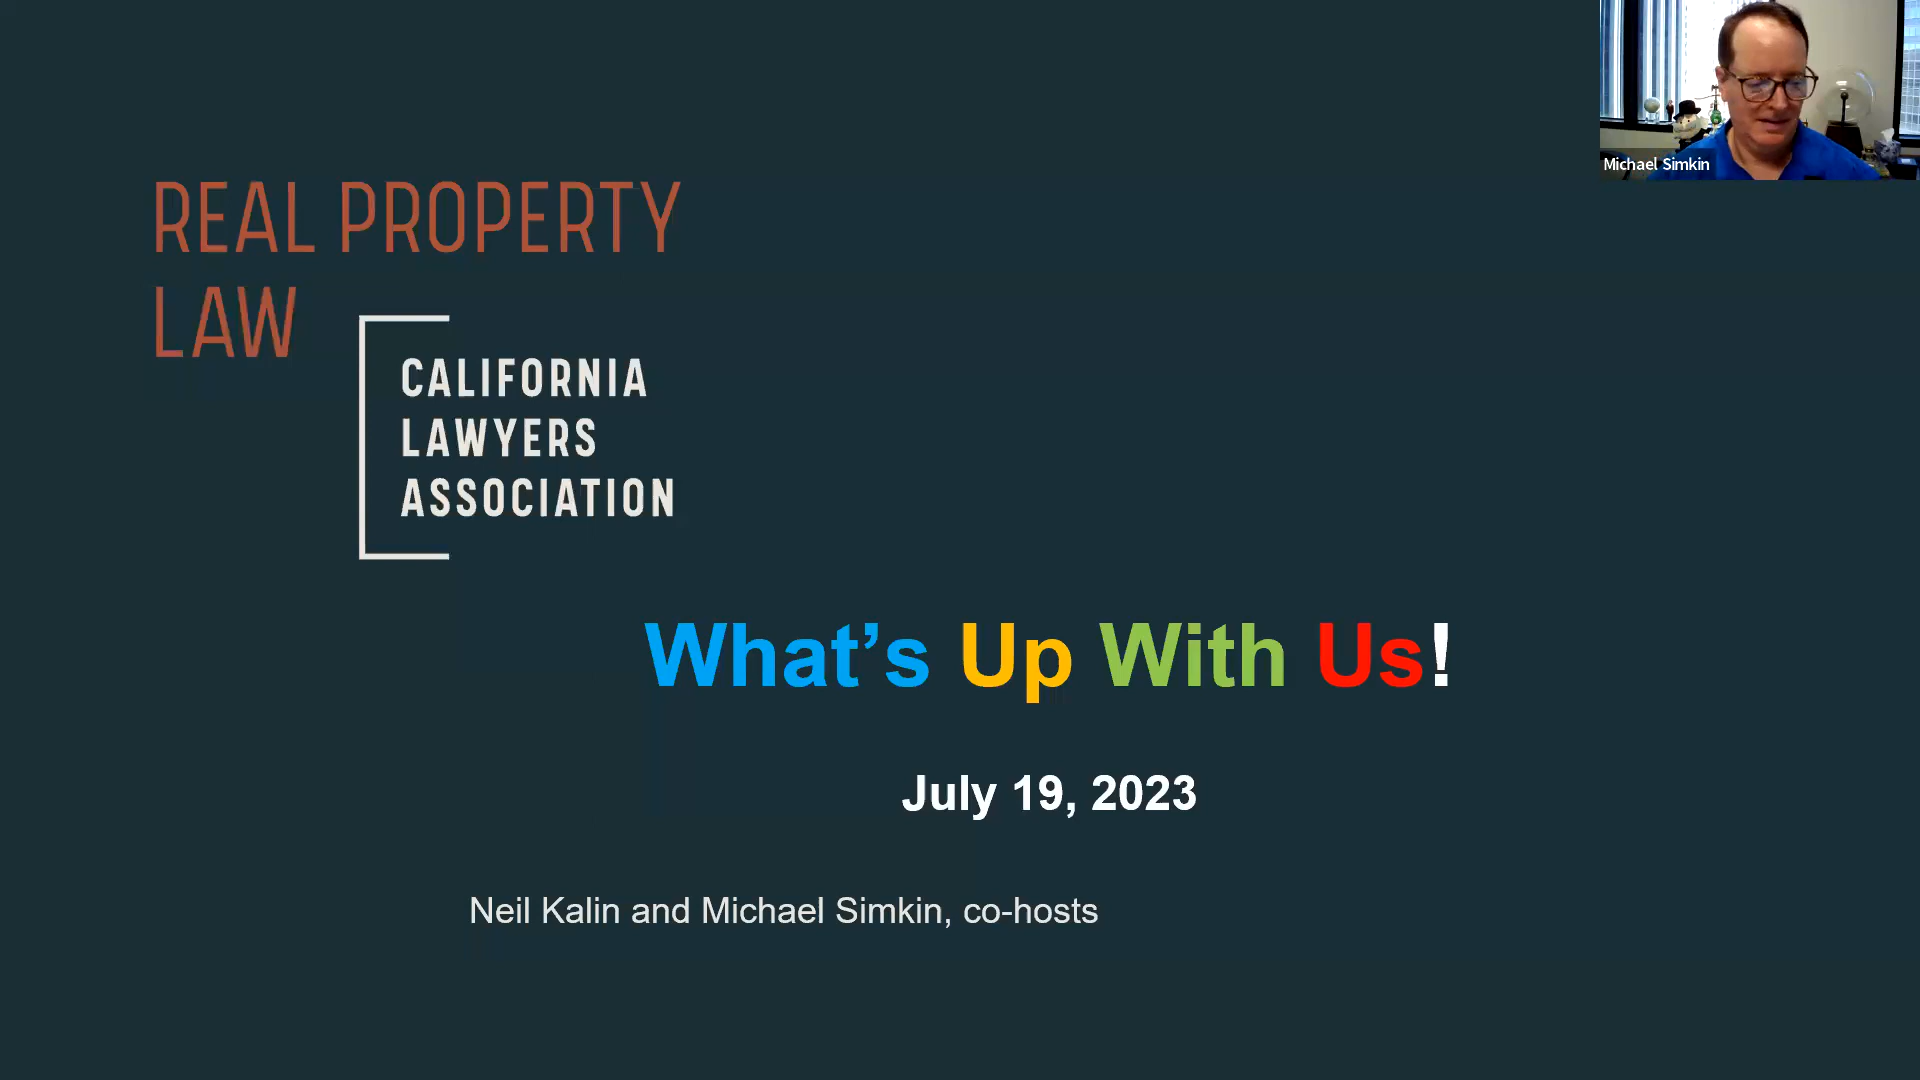 Michael Simkin
REAL PROPERTY
LAW
CALIFORNIA
LAWYERS
ASSOCIATION
What’s Up With Us!
July 19, 2023
Neil Kalin and Michael Simkin, co-hosts